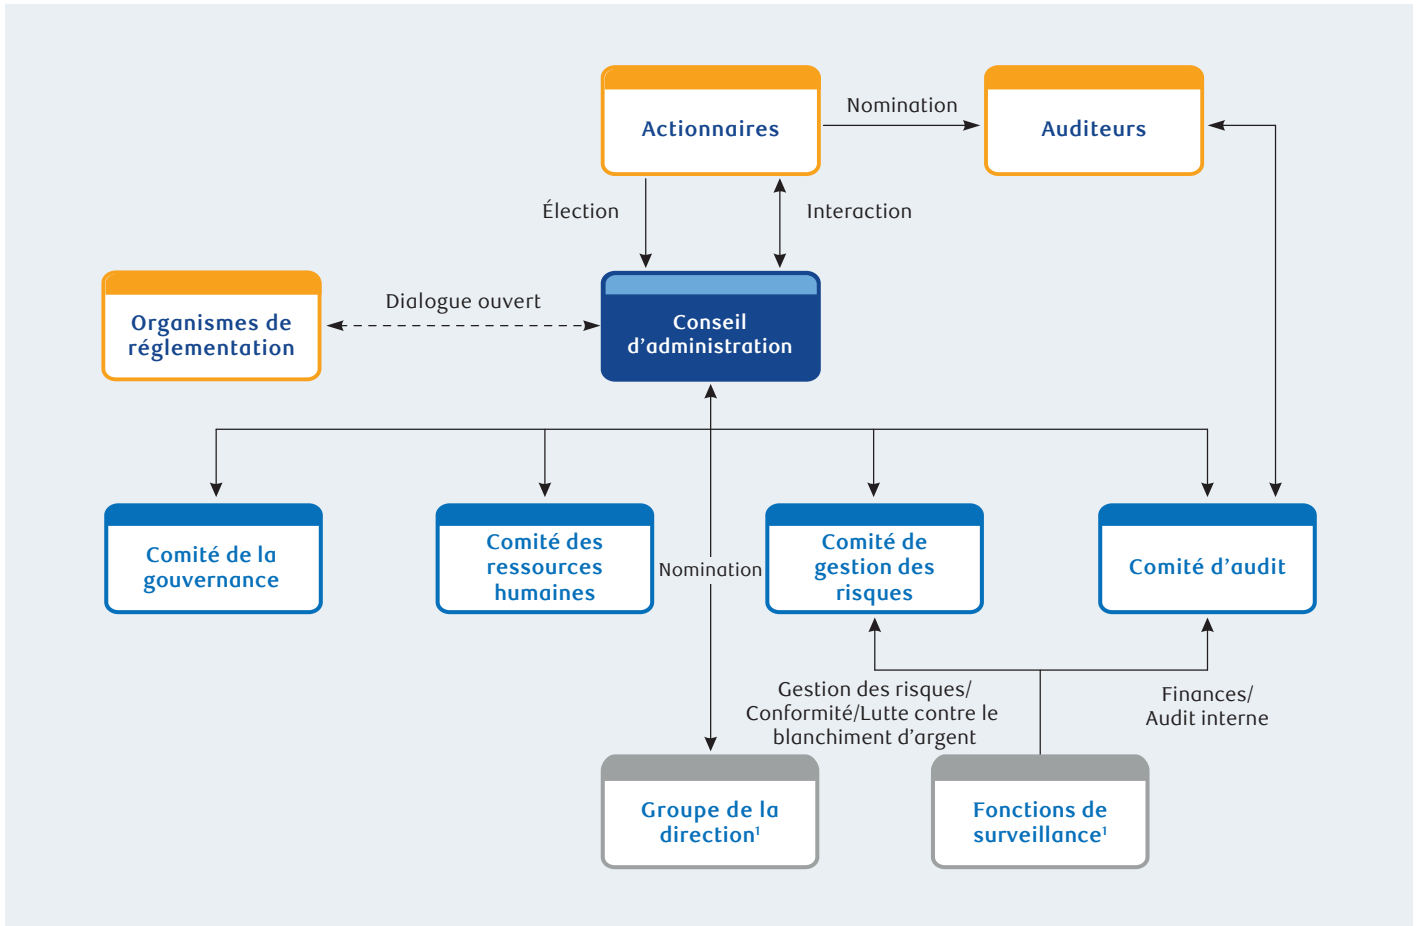 Actionnaires
Nomination
Auditeurs
Élection
Interaction
Organismes de
réglementation
Dialogue ouvert
Conseil
d’administration
Comité de la
gouvernance
Comité des
ressources
humaines
Nomination
Comité de
gestion des
risques
Comité d’audit
Gestion des risques/
Conformité/Lutte contre le
blanchiment d’argent
Finances/
Audit interne
Groupe de la
direction¹
Fonctions de
surveillance¹